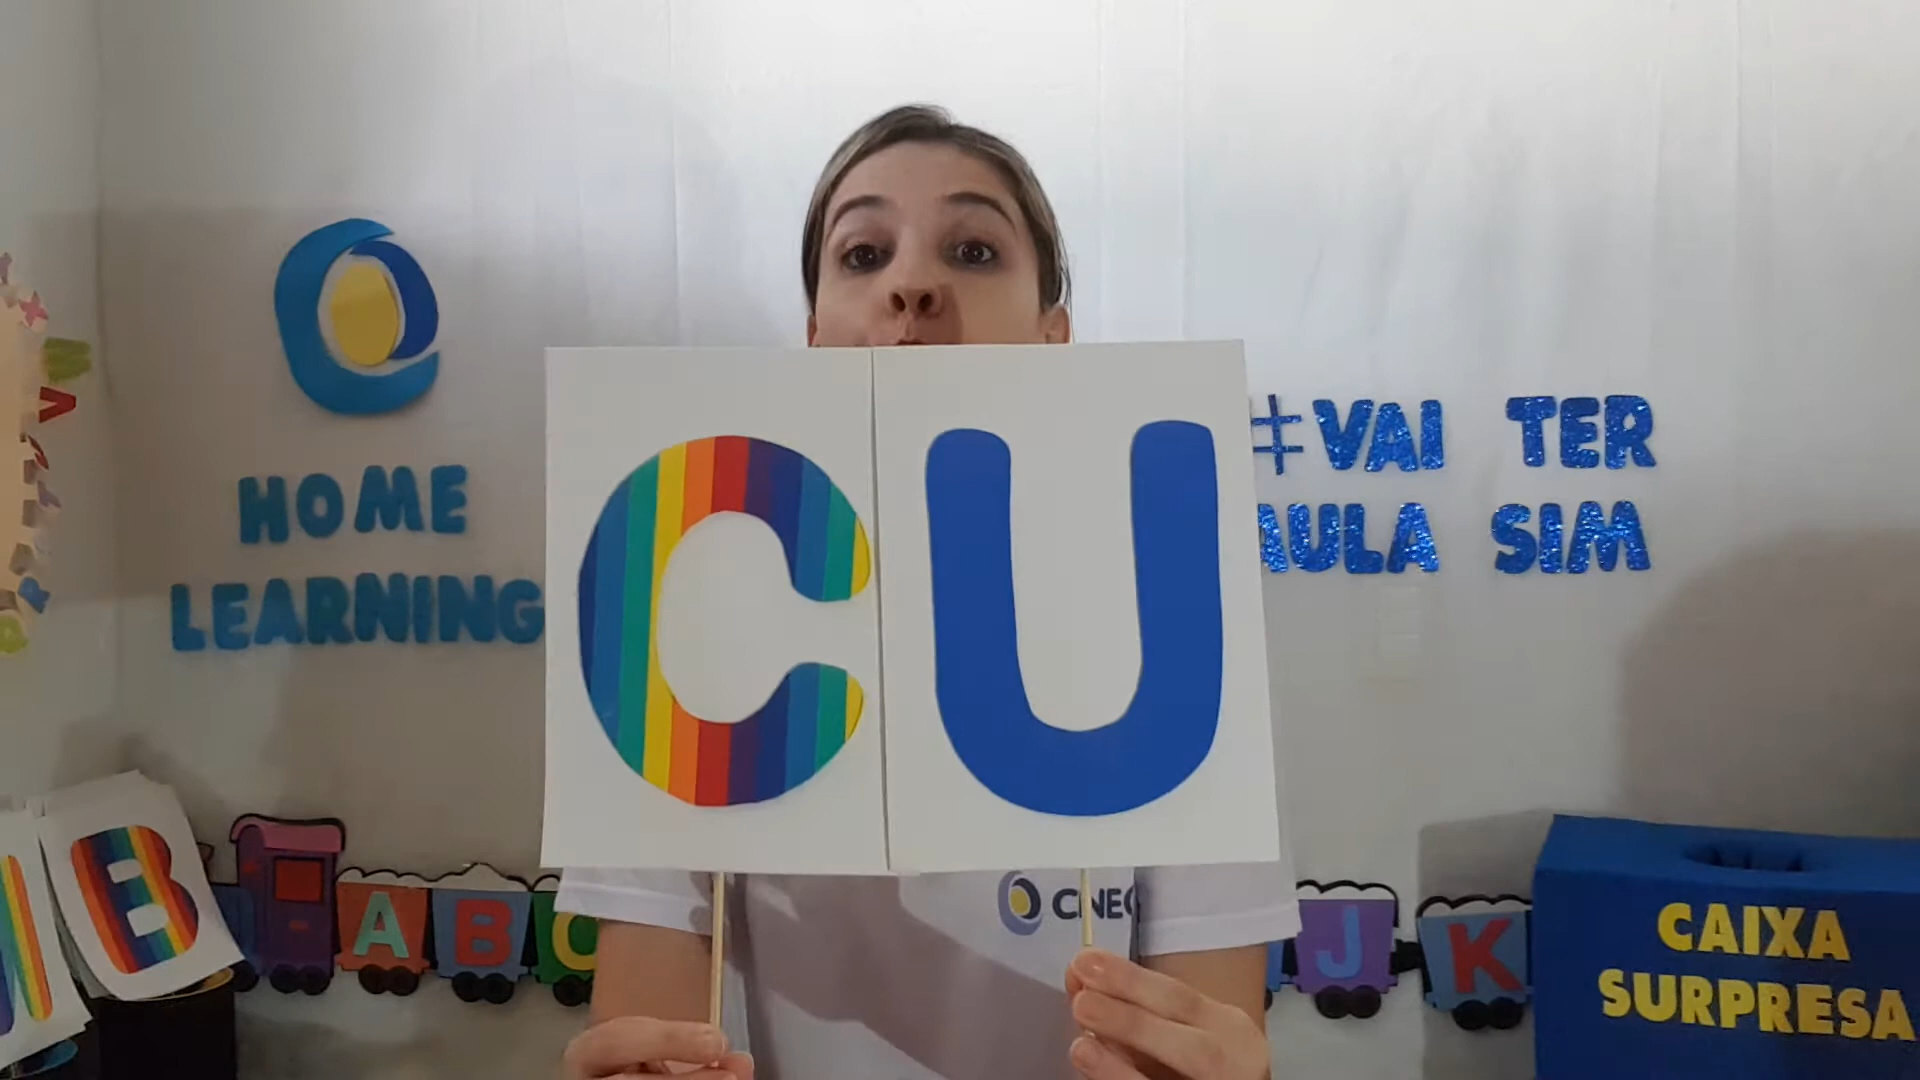 HOME
LEARNING
CU
#VAI TER
AULA SIM
B
A B C
J K
CNEC
CAIXA
SURPRESA